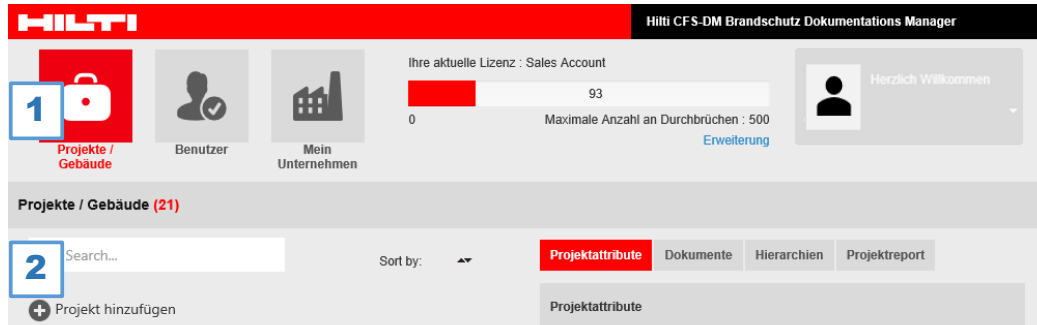 HILTI
Hilti CFS-DM Brandschutz Dokumentations Manager
1
Projekte /
Gebäude
Benutzer
Mein
Unternehmen
Ihre aktuelle Lizenz : Sales Account
93
0 Maximale Anzahl an Durchbrüchen : 500
Erweiterung
Herzlich Willkommen
Projekte / Gebäude (21)
2
Search...
Sort by:
Projekt hinzufügen
Projektattribute Dokumente Hierarchien Projektreport
Projektattribute